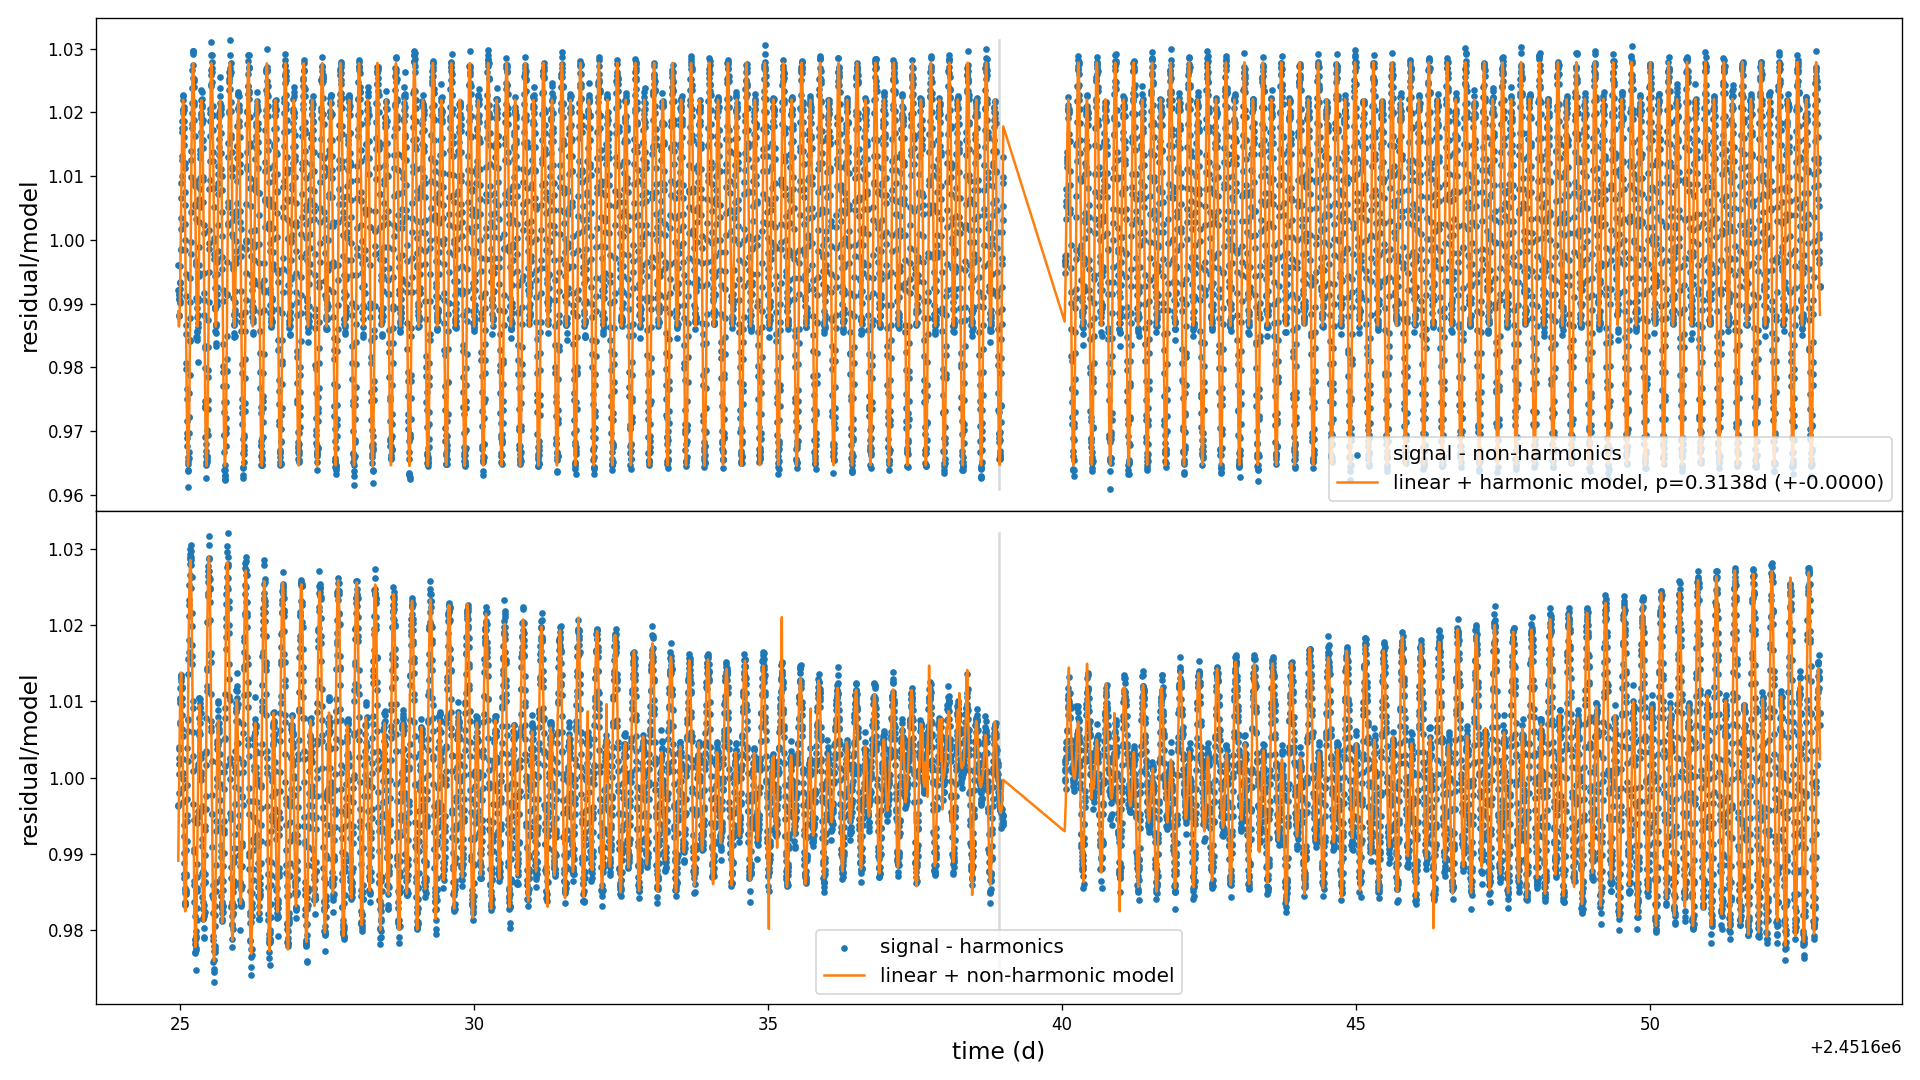 1.03
1.02
1.01
1.00
0.99
0.98
0.97
0.96
residual/model
signal - non-harmonics
linear + harmonic model, p=0.3138d (+-0.0000)
1.03
1.02
1.01
1.00
0.99
0.98
residual/model
signal - harmonics
linear + non-harmonic model
25
30
35
40
45
50
time (d)
+2.4516e6